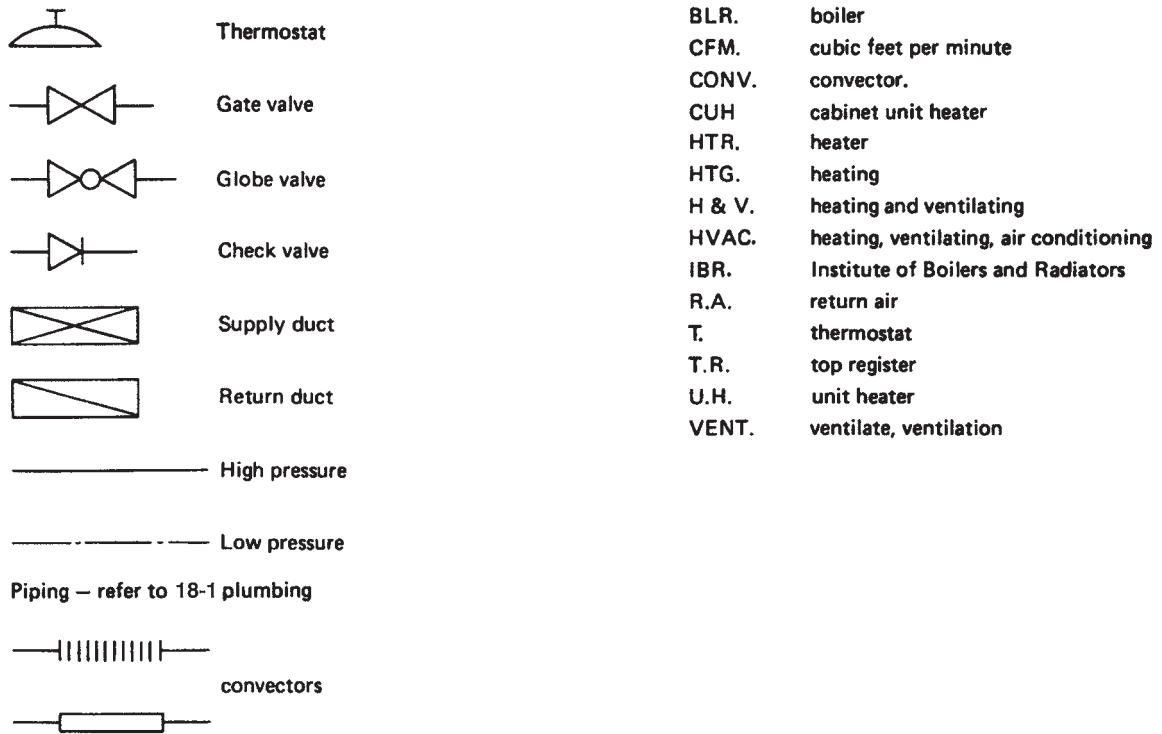 Thermostat
Gate valve
Globe valve
Check valve
Supply duct
Return duct
High pressure
Low pressure
Piping – refer to 18-1 plumbing
convectors
BLR. boiler
CFM. cubic feet per minute
CONV. convector.
CUH cabinet unit heater
HTR. heater
HTG. heating
H & V. heating and ventilating
HVAC. heating, ventilating, air conditioning
IBR. Institute of Boilers and Radiators
R.A. return air
T. thermostat
T.R. top register
U.H. unit heater
VENT. ventilate, ventilation